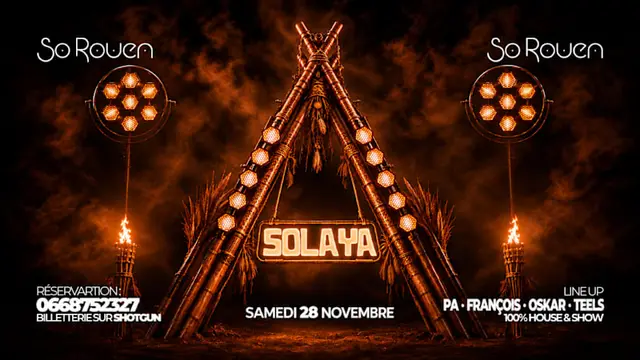 So Rouen
So Rouen
SOLAYA
RÉSERVARTION :
0668752327
BILLETTERIE SUR SHOTGUN
SAMEDI 28 NOVEMBRE
LINE UP
PA • FRANÇOIS • OSKAR • TEELS
100% HOUSE & SHOW